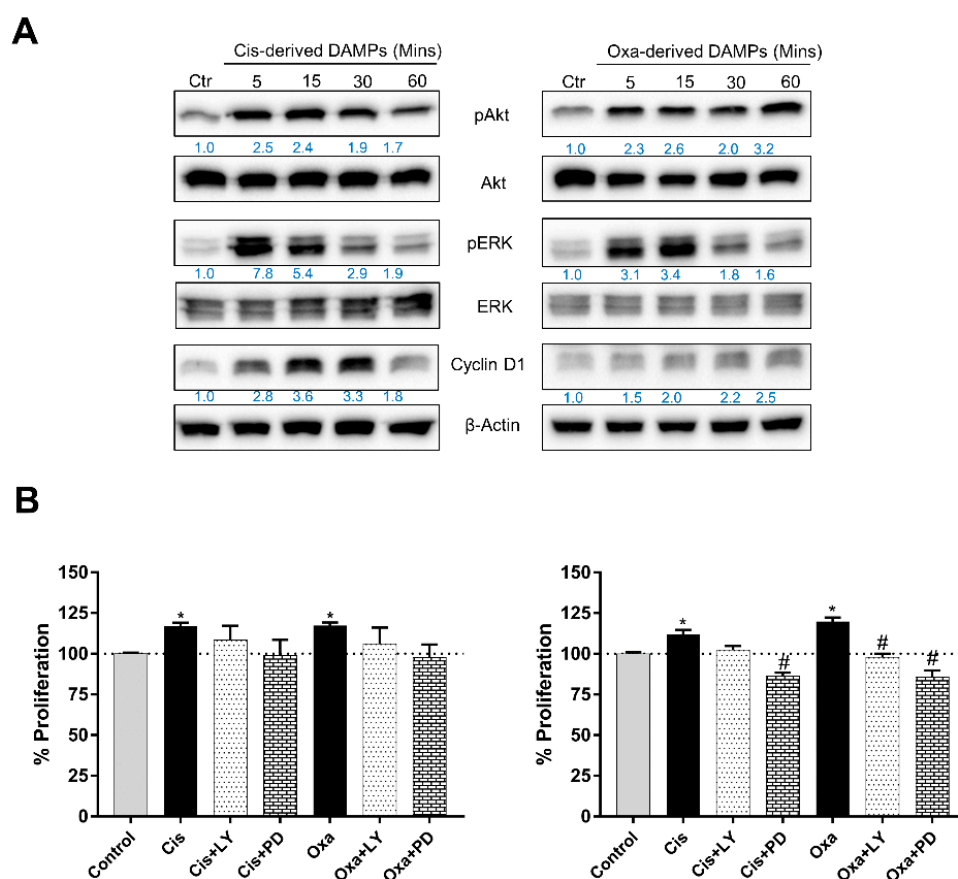 A
Cis-derived DAMPs (Mins) Oxa-derived DAMPs (Mins)
Ctr 5 15 30 60 Ctr 5 15 30 60
pAkt
1.0 2.5 2.4 1.9 1.7 1.0 2.3 2.6 2.0 3.2
Akt
pERK
1.0 7.8 5.4 2.9 1.9 1.0 3.1 3.4 1.8 1.6
ERK
Cyclin D1
1.0 2.8 3.6 3.3 1.8 1.0 1.5 2.0 2.2 2.5
β-Actin
B
% Proliferation
150
125
100
75
50
25
0
* *
Control Cis Cis+LY Cis+PD Oxa Oxa+LY Oxa+PD
% Proliferation
150
125
100
75
50
25
0
* # * # #
Control Cis Cis+LY Cis+PD Oxa Oxa+LY Oxa+PD